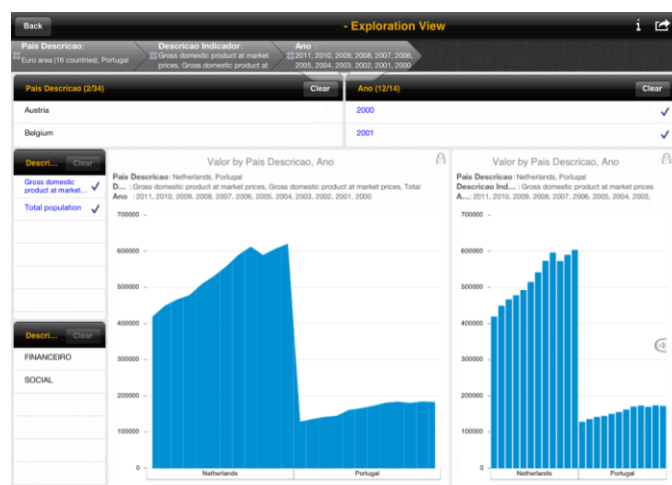 Back
- Exploration View
i
Pais Descricao:
Euro area (16 countries), Portugal
Descricao Indicador:
Gross domestic product at market
prices, Gross domestic product at
Ano :
2011, 2010, 2009, 2008, 2007, 2006,
2005, 2004, 2003, 2002, 2001, 2000
Pais Descricao (2/34)
Clear
Ano (12/14)
Clear
Austria
2000
Belgium
2001
Descri...
Clear
Gross domestic
product at market...
Total population
Descri...
Clear
FINANCEIRO
SOCIAL
Valor by Pais Descricao, Ano
Pais Descricao: Netherlands, Portugal
D... : Gross domestic product at market prices, Gross domestic product at market prices, Total
Ano : 2011, 2010, 2009, 2008, 2007, 2006, 2005, 2004, 2003, 2002, 2001, 2000
700000
600000
500000
400000
300000
200000
100000
0
Netherlands
Portugal
Valor by Pais Descricao, Ano
Pais Descricao: Netherlands, Portugal
Descricao Ind... : Gross domestic product at market prices
A...: 2011, 2010, 2009, 2008, 2007, 2006, 2005, 2004, 2003,
700000
600000
500000
400000
300000
200000
100000
0
Netherlands
Portugal